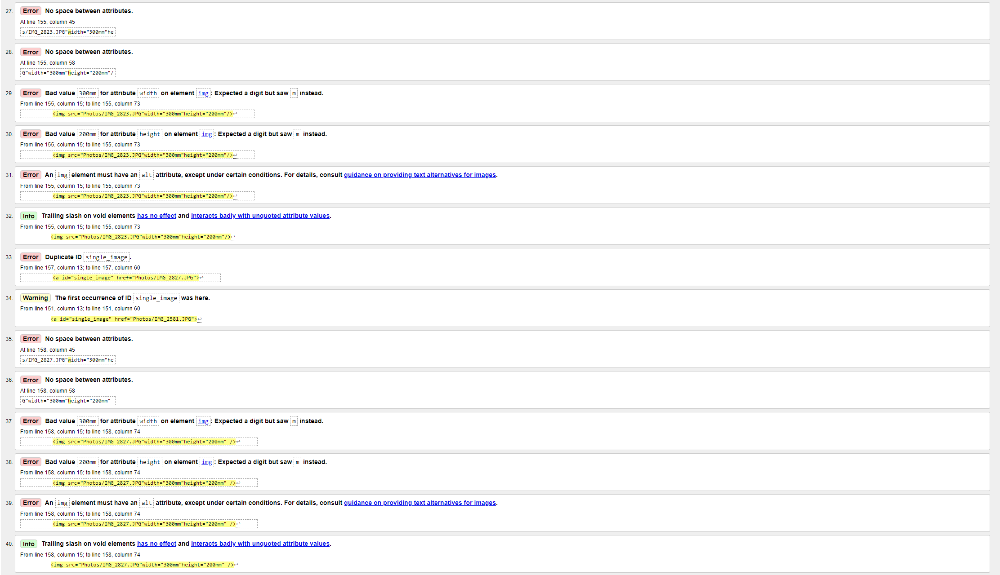 27. Error No space between attributes.
At line 155, column 45
s/IMG_2823.JPG"width="300mm"he
28. Error No space between attributes.
At line 155, column 58
G"width="300mm"height="200mm"/
29. Error Bad value 300mm for attribute width on element img: Expected a digit but saw m instead.
From line 155, column 15; to line 155, column 73
<img src="Photos/IMG_2823.JPG"width="300mm"height="200mm"/>↩
30. Error Bad value 200mm for attribute height on element img: Expected a digit but saw m instead.
From line 155, column 15; to line 155, column 73
<img src="Photos/IMG_2823.JPG"width="300mm"height="200mm"/>↩
31. Error An img element must have an alt attribute, except under certain conditions. For details, consult guidance on providing text alternatives for images.
From line 155, column 15; to line 155, column 73
<img src="Photos/IMG_2823.JPG"width="300mm"height="200mm"/>↩
32. Info Trailing slash on void elements has no effect and interacts badly with unquoted attribute values.
From line 155, column 15; to line 155, column 73
<img src="Photos/IMG_2823.JPG"width="300mm"height="200mm"/>↩
33. Error Duplicate ID single_image.
From line 157, column 13; to line 157, column 60
<a id="single_image" href="Photos/IMG_2827.JPG">↩
34. Warning The first occurrence of ID single_image was here.
From line 151, column 13; to line 151, column 60
<a id="single_image" href="Photos/IMG_2581.JPG">↩
35. Error No space between attributes.
At line 158, column 45
s/IMG_2827.JPG"width="300mm"he
36. Error No space between attributes.
At line 158, column 58
G"width="300mm"height="200mm"
37. Error Bad value 300mm for attribute width on element img: Expected a digit but saw m instead.
From line 158, column 15; to line 158, column 74
<img src="Photos/IMG_2827.JPG"width="300mm"height="200mm" />↩
38. Error Bad value 200mm for attribute height on element img: Expected a digit but saw m instead.
From line 158, column 15; to line 158, column 74
<img src="Photos/IMG_2827.JPG"width="300mm"height="200mm" />↩
39. Error An img element must have an alt attribute, except under certain conditions. For details, consult guidance on providing text alternatives for images.
From line 158, column 15; to line 158, column 74
<img src="Photos/IMG_2827.JPG"width="300mm"height="200mm" />↩
40. Info Trailing slash on void elements has no effect and interacts badly with unquoted attribute values.
From line 158, column 15; to line 158, column 74
<img src="Photos/IMG_2827.JPG"width="300mm"height="200mm" />↩